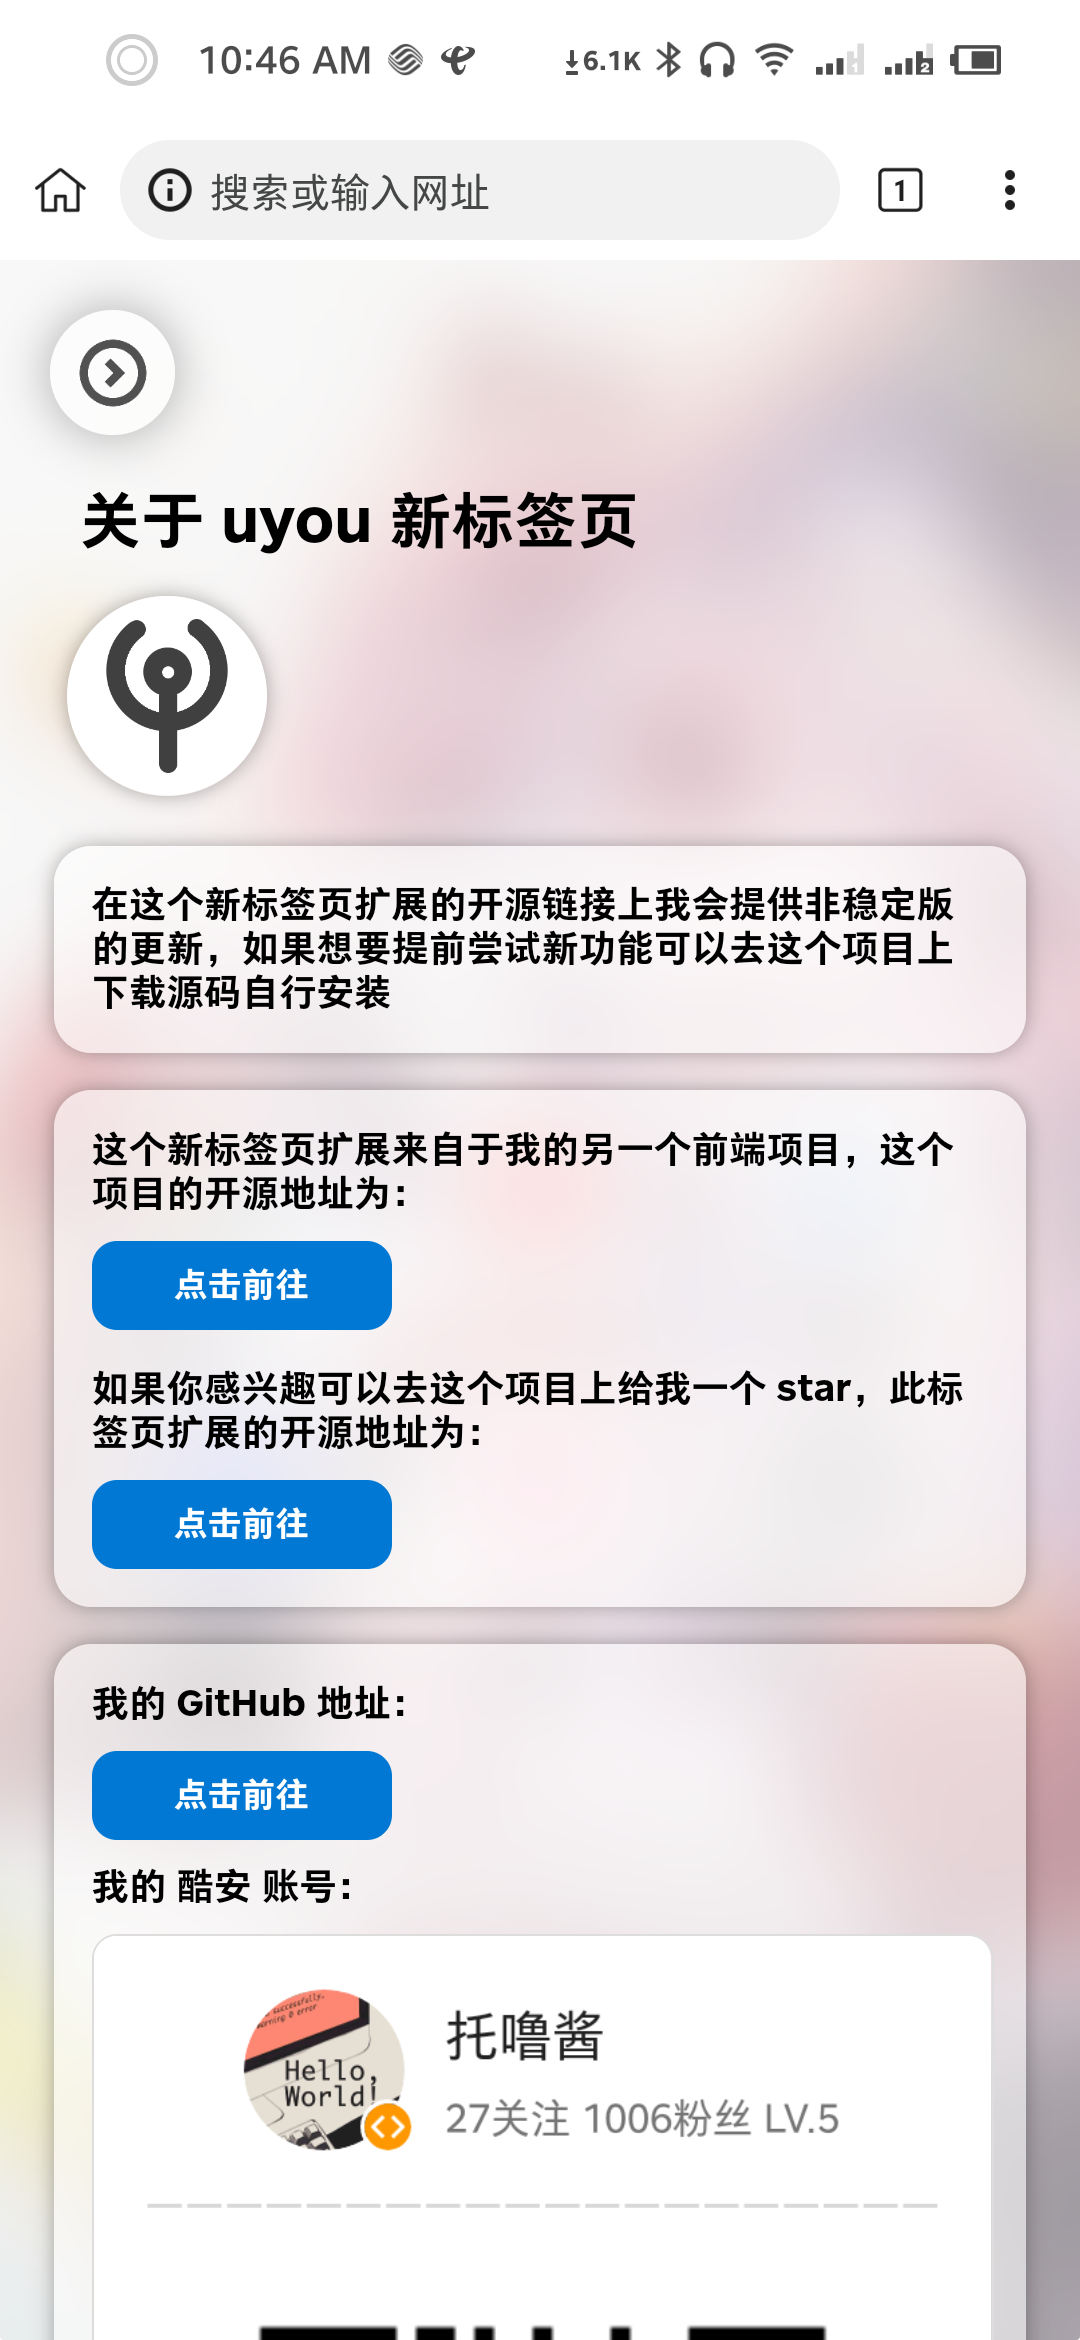 10:46 AM
6.1K
1
2
搜索或输入网址
1
关于 uyou 新标签页
在这个新标签页扩展的开源链接上我会提供非稳定版
的更新，如果想要提前尝试新功能可以去这个项目上
下载源码自行安装
这个新标签页扩展来自于我的另一个前端项目，这个
项目的开源地址为：
点击前往
如果你感兴趣可以去这个项目上给我一个 star，此标
签页扩展的开源地址为：
点击前往
我的 GitHub 地址：
点击前往
我的 酷安 账号：
successfully,
0 error
Hello,
World!
托噜酱
27关注 1006粉丝 LV.5